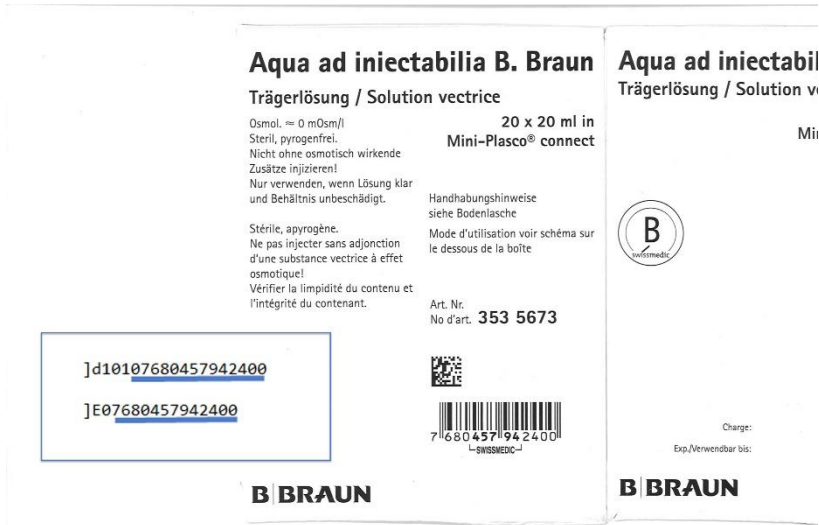 Aqua ad iniectabilia B. Braun
Trägerlösung / Solution vectrice
Osmol. ≈ 0 mOsm/l
Steril, pyrogenfrei.
Nicht ohne osmotisch wirkende
Zusätze injizieren!
Nur verwenden, wenn Lösung klar
und Behältnis unbeschädigt.
Stérile, apyrogène.
Ne pas injecter sans adjonction
d'une substance vectrice à effet
osmotique!
Vérifier la limpidité du contenu et
l'intégrité du contenant.
20 x 20 ml in
Mini-Plasco® connect
Handhabungshinweise
siehe Bodenlasche
Mode d'utilisation voir schéma sur
le dessous de la boîte
Art. Nr.
No d'art. 353 5673
7 680457 942400
SWISSMEDIC
B BRAUN
]d10107680457942400
]E07680457942400
Aqua ad iniectabil
Trägerlösung / Solution ve
Min
B
swissmedic
Charge:
Exp./Verwendbar bis:
B BRAUN